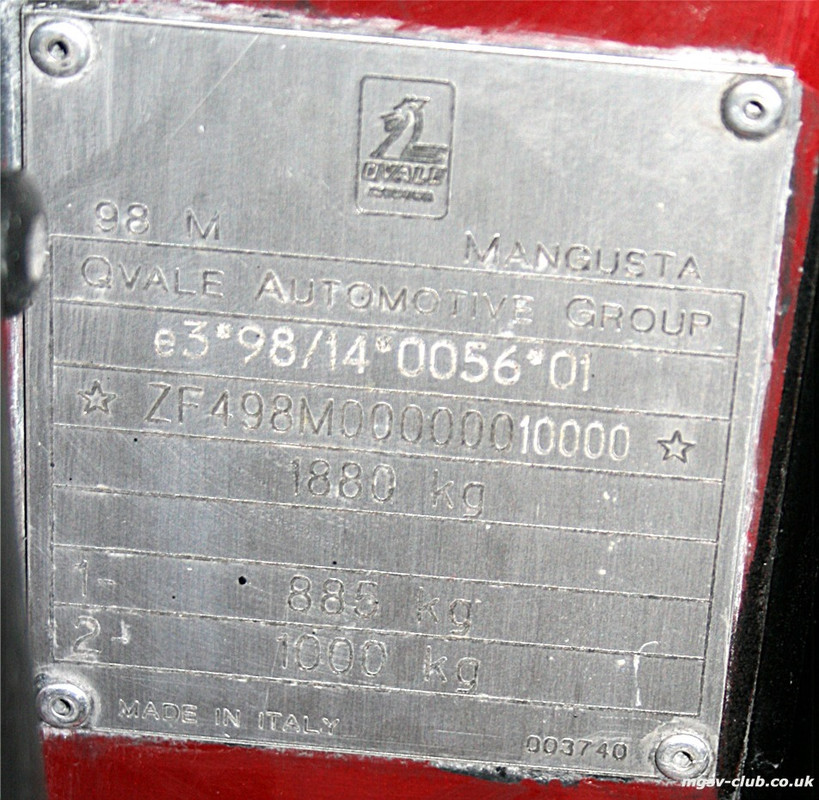 QVALE
98 M MANGUSTA
QVALE AUTOMOTIVE GROUP
e3*98/14*0056*01
☆ ZF498M00000010000 ☆
1880 kg
1- 885 kg
2- 1000 kg
MADE IN ITALY
003740
mgsv-club.co.uk